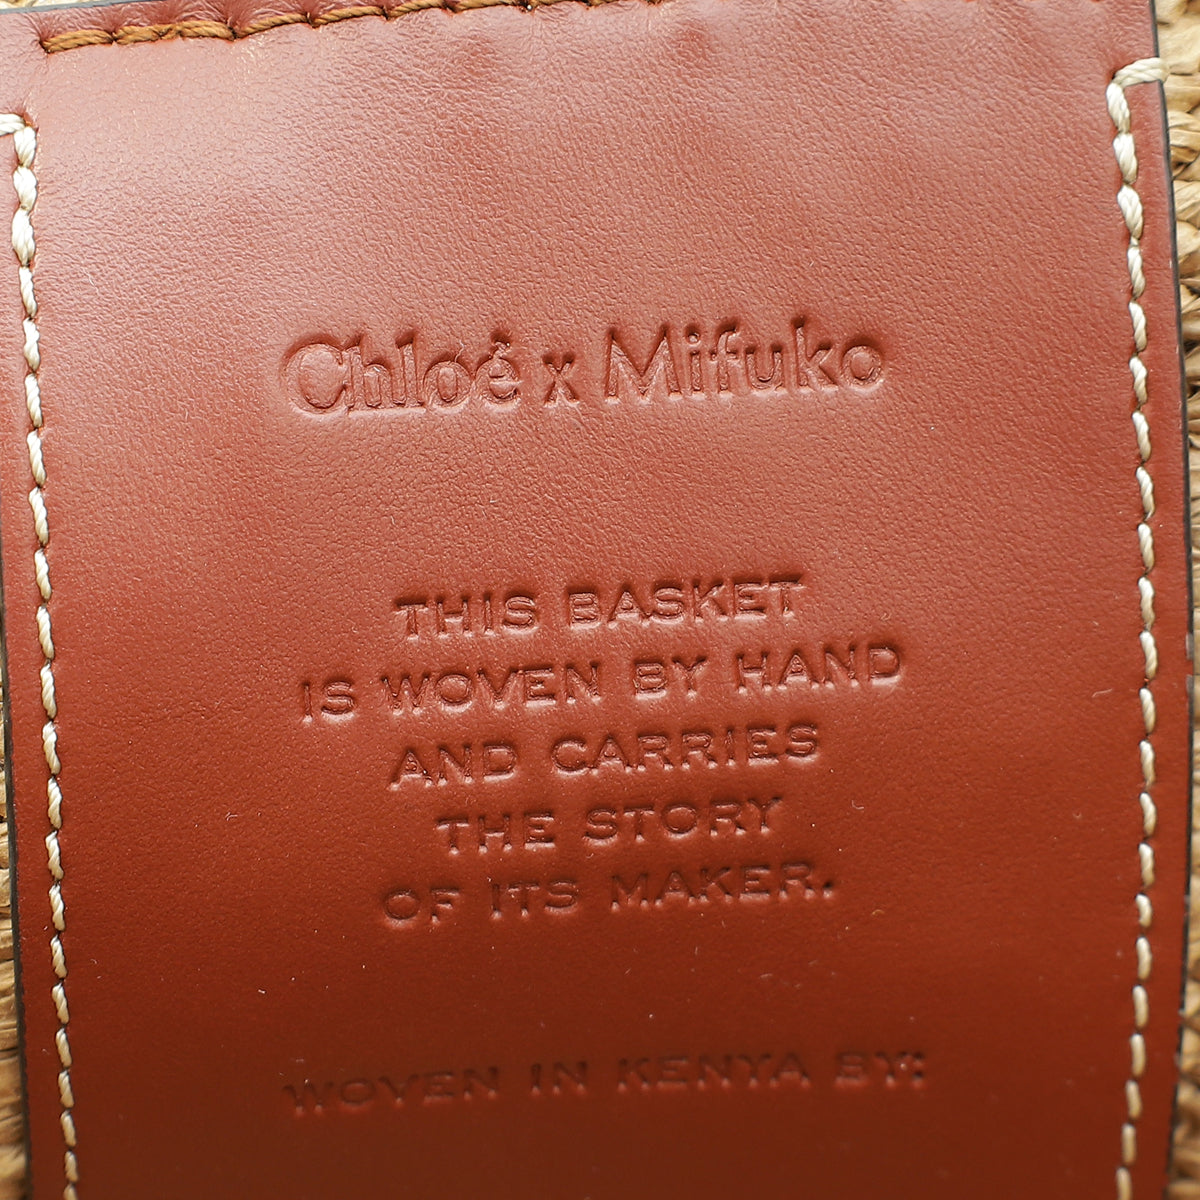 Chloé x Mifuko
THIS BASKET
IS WOVEN BY HAND
AND CARRIES
THE STORY
OF ITS MAKER.
WOVEN IN KENYA BY: